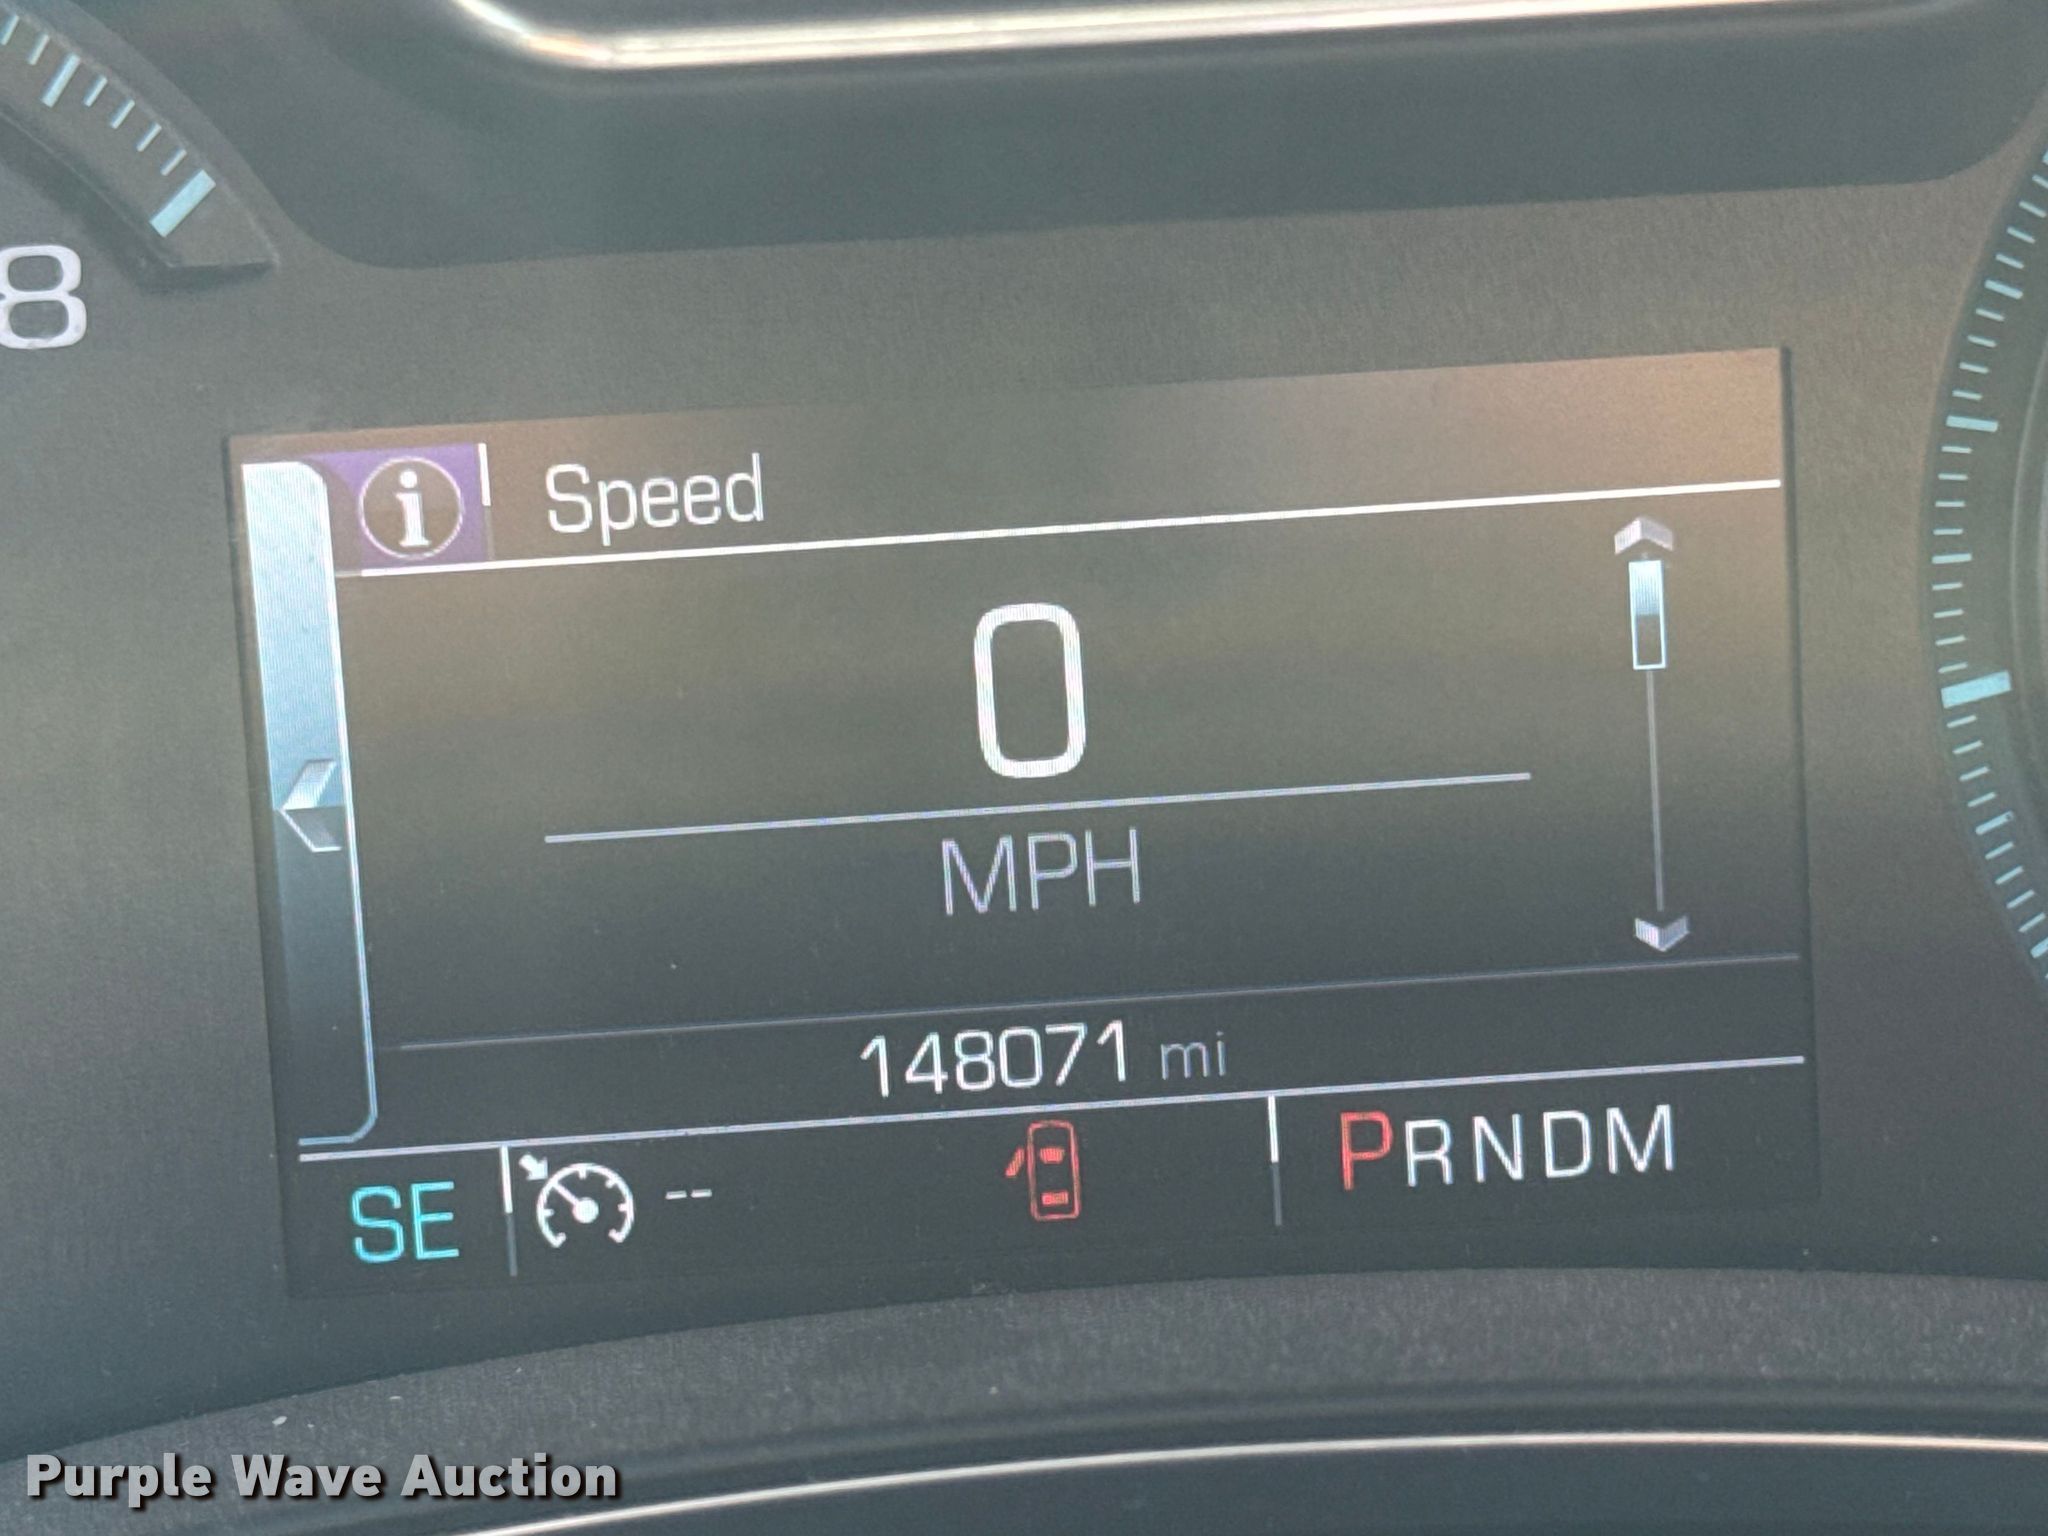 8
i Speed
0
MPH
148071 mi
SE -- PRNDM
Purple Wave Auction